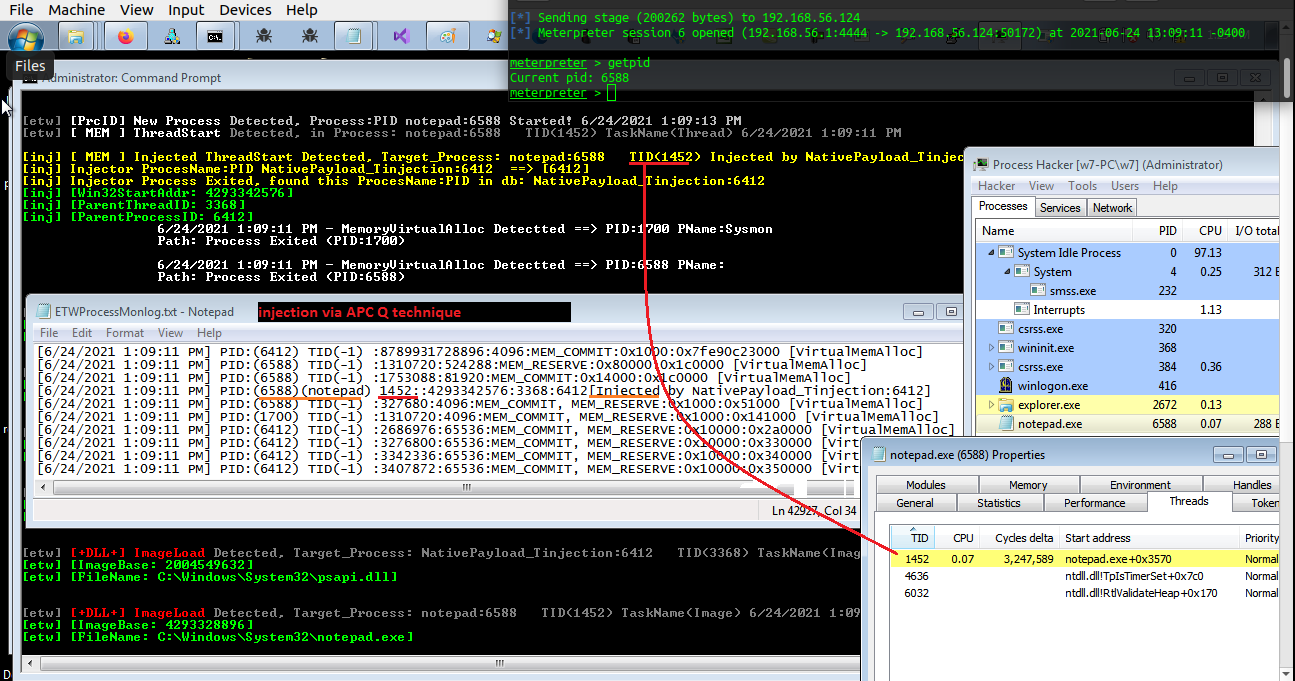 File Machine View Input Devices Help
Files
[*] Sending stage (200262 bytes) to 192.168.56.124
[*] Meterpreter session 6 opened (192.168.56.1:4444 -> 192.168.56.124:50172) at 2021-06-24 13:09:11 -0400
meterpreter > getpid
Current pid: 6588
meterpreter >
Administrator: Command Prompt
[etw] [PrcID] New Process Detected, Process:PID notepad:6588 Started! 6/24/2021 1:09:13 PM
[etw] [ MEM ] ThreadStart Detected, in Process: notepad:6588 TID(1452) TaskName(Thread) 6/24/2021 1:09:11 PM
[inj] [ MEM ] Injected ThreadStart Detected, Target_Process: notepad:6588 TID(1452) Injected by NativePayload_Tinjec
[inj] Injector ProcesName:PID NativePayload_Tinjection:6412 ==> [6412]
[inj] Injector Process Exited, found this ProcesName:PID in db: NativePayload_Tinjection:6412
[inj] [Win32StartAddr: 4293342576]
[inj] [ParentThreadID: 3368]
[inj] [ParentProcessID: 6412]
6/24/2021 1:09:11 PM - MemoryVirtualAlloc Detectted ==> PID:1700 PName:Sysmon
Path: Process Exited (PID:1700)
6/24/2021 1:09:11 PM - MemoryVirtualAlloc Detectted ==> PID:6588 PName:
Path: Process Exited (PID:6588)
ETWProcessMonlog.txt - Notepad
injection via APC Q technique
File Edit Format View Help
[6/24/2021 1:09:11 PM] PID:(6412) TID(-1) :8789931728896:4096:MEM_COMMIT:0x1000:0x7fe90c23000 [VirtualMemAlloc]
[6/24/2021 1:09:11 PM] PID:(6588) TID(-1) :1310720:524288:MEM_RESERVE:0x80000:0x1c0000 [VirtualMemAlloc]
[6/24/2021 1:09:11 PM] PID:(6588) TID(-1) :1753088:81920:MEM_COMMIT:0x14000:0x1c0000 [VirtualMemAlloc]
[6/24/2021 1:09:11 PM] PID:(6588)(notepad) 1452::4293342576:3368:6412[Injected by NativePayload_Tinjection:6412]
[6/24/2021 1:09:11 PM] PID:(6588) TID(-1) :327680:4096:MEM_COMMIT, MEM_RESERVE:0x1000:0x51000 [VirtualMemAlloc]
[6/24/2021 1:09:11 PM] PID:(1700) TID(-1) :1310720:4096:MEM_COMMIT, MEM_RESERVE:0x1000:0x141000 [VirtualMemAlloc]
[6/24/2021 1:09:11 PM] PID:(6412) TID(-1) :2686976:65536:MEM_COMMIT, MEM_RESERVE:0x10000:0x2a0000 [VirtualMemAlloc]
[6/24/2021 1:09:11 PM] PID:(6412) TID(-1) :3276800:65536:MEM_COMMIT, MEM_RESERVE:0x10000:0x330000 [Virt
[6/24/2021 1:09:11 PM] PID:(6412) TID(-1) :3342336:65536:MEM_COMMIT, MEM_RESERVE:0x10000:0x340000 [Virt
[6/24/2021 1:09:11 PM] PID:(6412) TID(-1) :3407872:65536:MEM_COMMIT, MEM_RESERVE:0x10000:0x350000 [Virt
Ln 42927, Col 34
[etw] [+DLL+] ImageLoad Detected, Target_Process: NativePayload_Tinjection:6412 TID(3368) TaskName(Imag
[etw] [ImageBase: 2004549632]
[etw] [FileName: C:\Windows\System32\psapi.dll]
[etw] [+DLL+] ImageLoad Detected, Target_Process: notepad:6588 TID(1452) TaskName(Image) 6/24/2021 1:09
[etw] [ImageBase: 4293328896]
[etw] [FileName: C:\Windows\System32\notepad.exe]
Process Hacker [w7-PC\w7] (Administrator)
Hacker View Tools Users Help
Processes Services Network
Name PID CPU I/O total
System Idle Process 0 97.13
System 4 0.25 312 B
smss.exe 232
Interrupts 1.13
csrss.exe 320
wininit.exe 368
csrss.exe 384 0.36
winlogon.exe 416
explorer.exe 2672 0.13
notepad.exe 6588 0.07 288 B
notepad.exe (6588) Properties
Modules Memory Environment Handles
General Statistics Performance Threads Token
TID CPU Cycles delta Start address Priority
1452 0.07 3,247,589 notepad.exe+0x3570 Normal
4636 ntdll.dll!TpIsTimerSet+0x7c0 Normal
6032 ntdll.dll!RtlValidateHeap+0x170 Normal